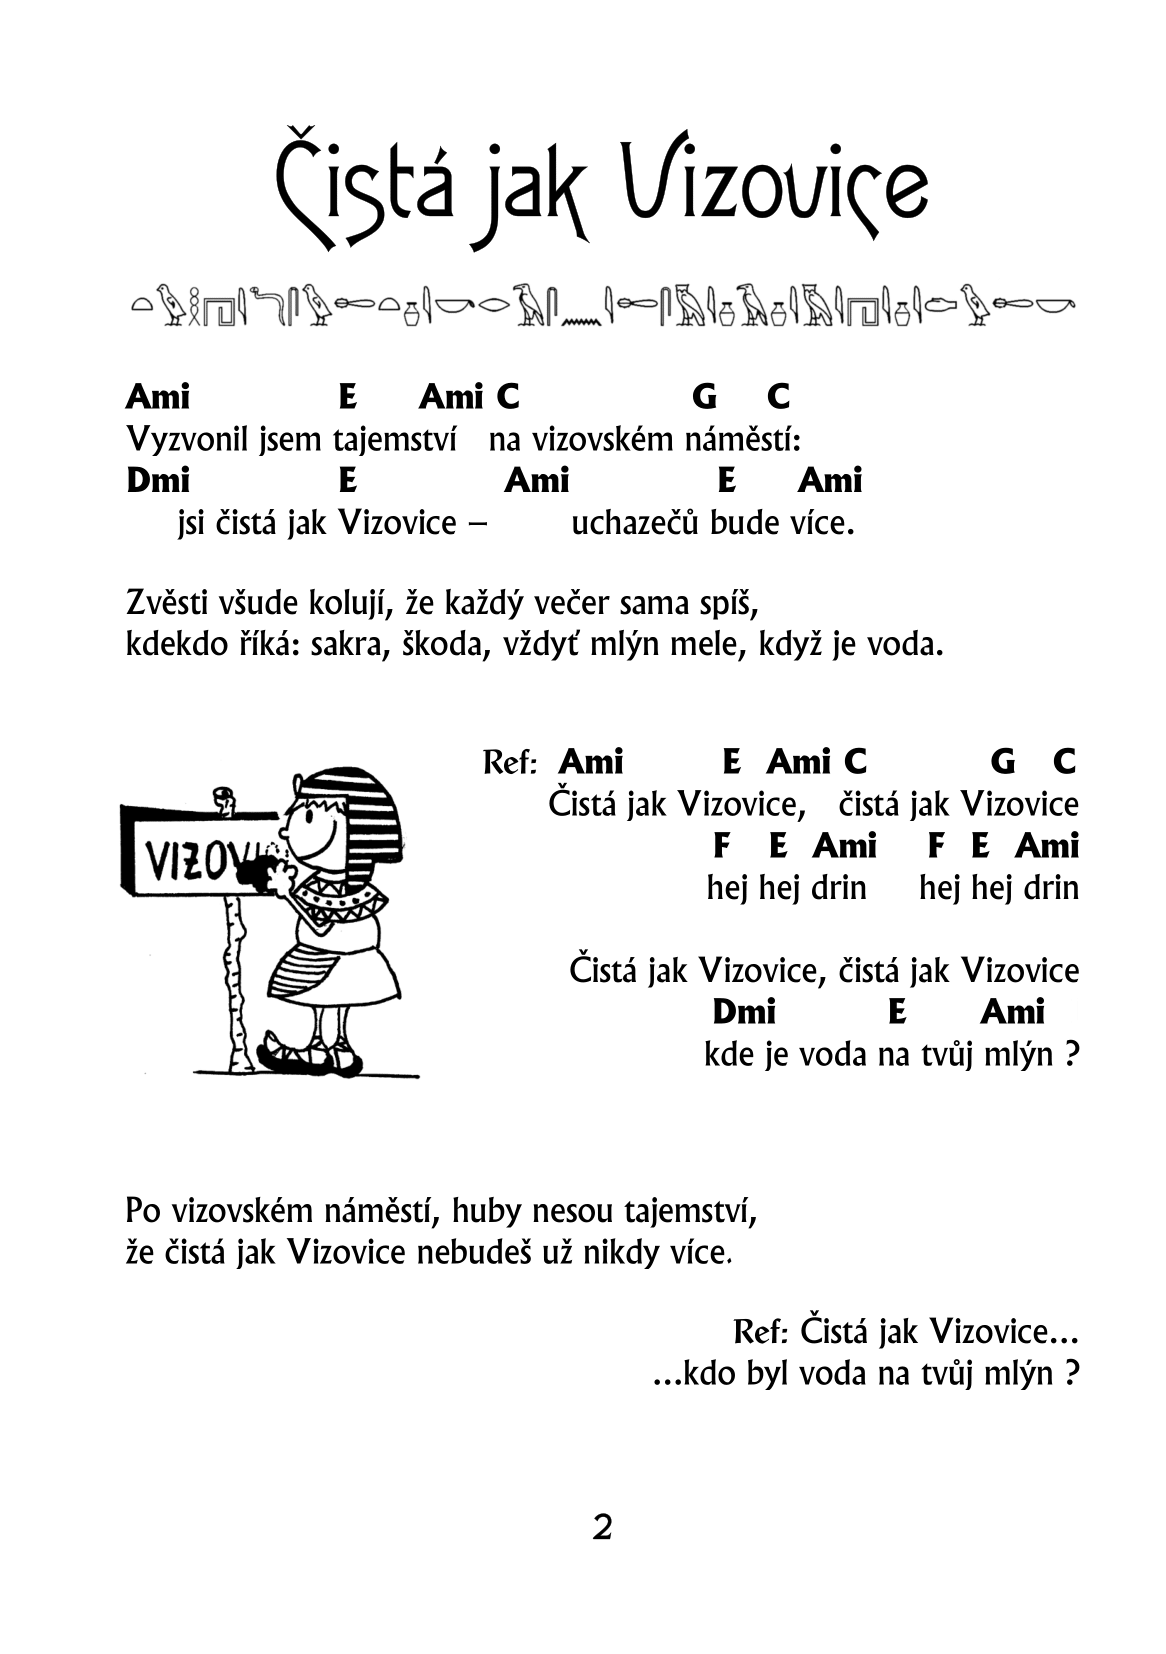 Čistá jak Vizovice
Ami E Ami C G C
Vyzvonil jsem tajemství na vizovském náměstí:
Dmi E Ami E Ami
jsi čistá jak Vizovice – uchazečů bude více.
Zvěsti všude kolují, že každý večer sama spíš,
kdekdo říká: sakra, škoda, vždyť mlýn mele, když je voda.
Ref: Ami E Ami C G C
Čistá jak Vizovice, čistá jak Vizovice
F E Ami F E Ami
hej hej drin hej hej drin
Čistá jak Vizovice, čistá jak Vizovice
Dmi E Ami
kde je voda na tvůj mlýn ?
VIZOVI
Po vizovském náměstí, huby nesou tajemství,
že čistá jak Vizovice nebudeš už nikdy více.
Ref: Čistá jak Vizovice...
...kdo byl voda na tvůj mlýn ?
2